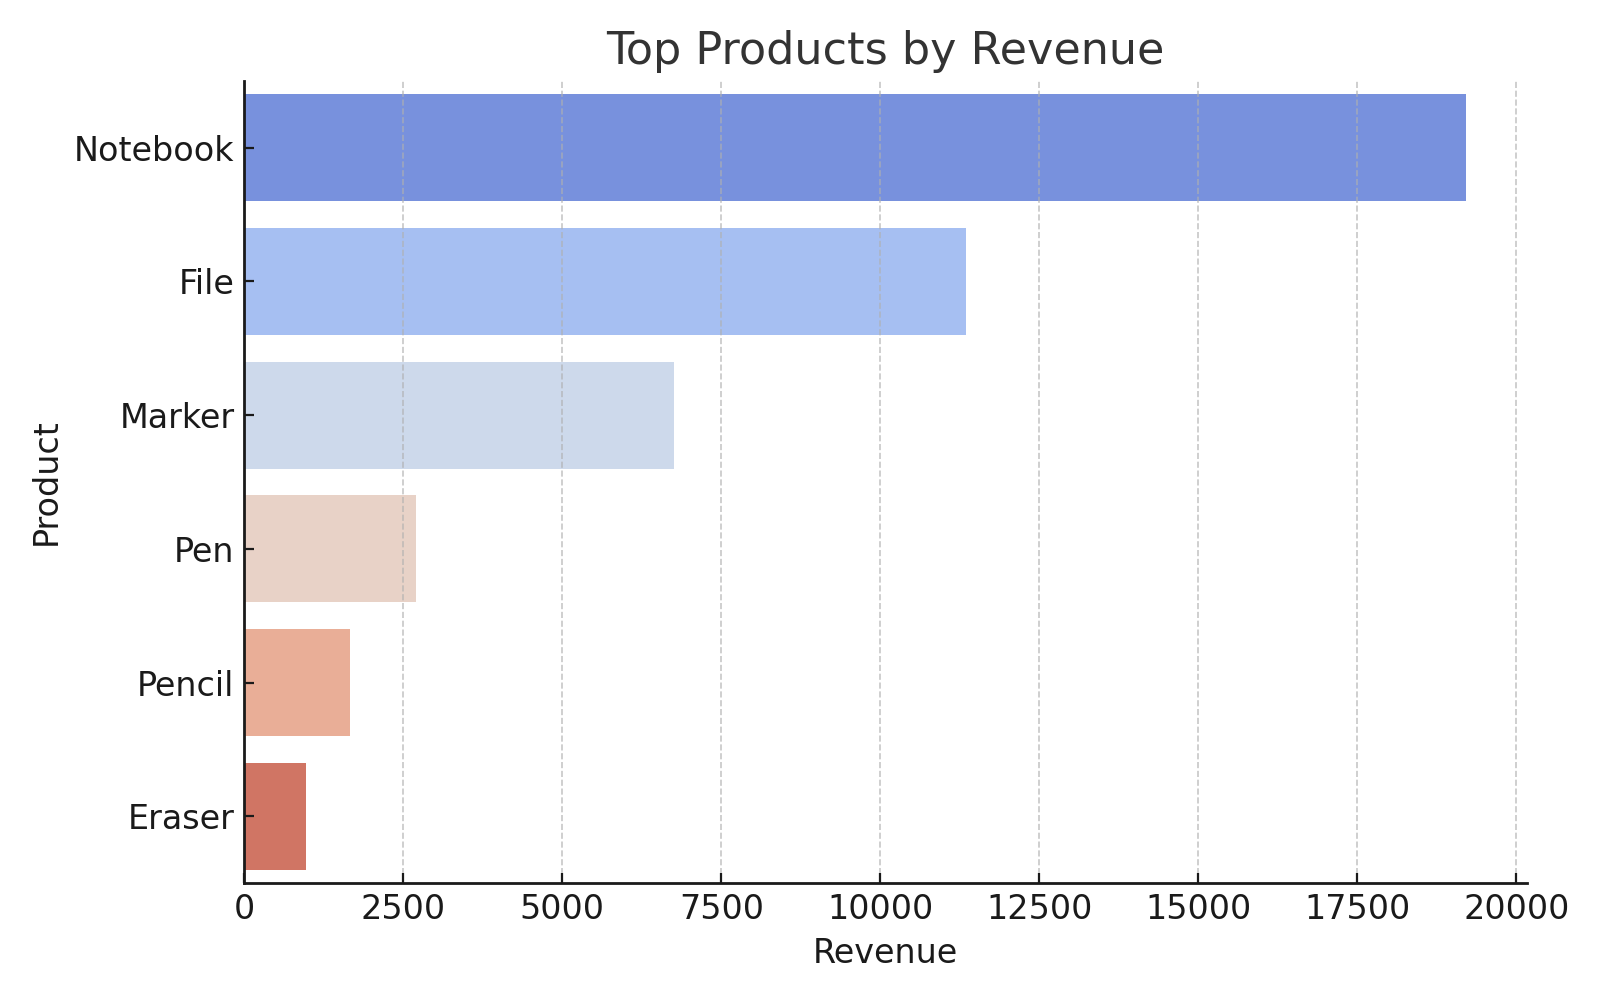 Top Products by Revenue
Notebook
File
Marker
Pen
Pencil
Eraser
Product
0 2500 5000 7500 10000 12500 15000 17500 20000
Revenue